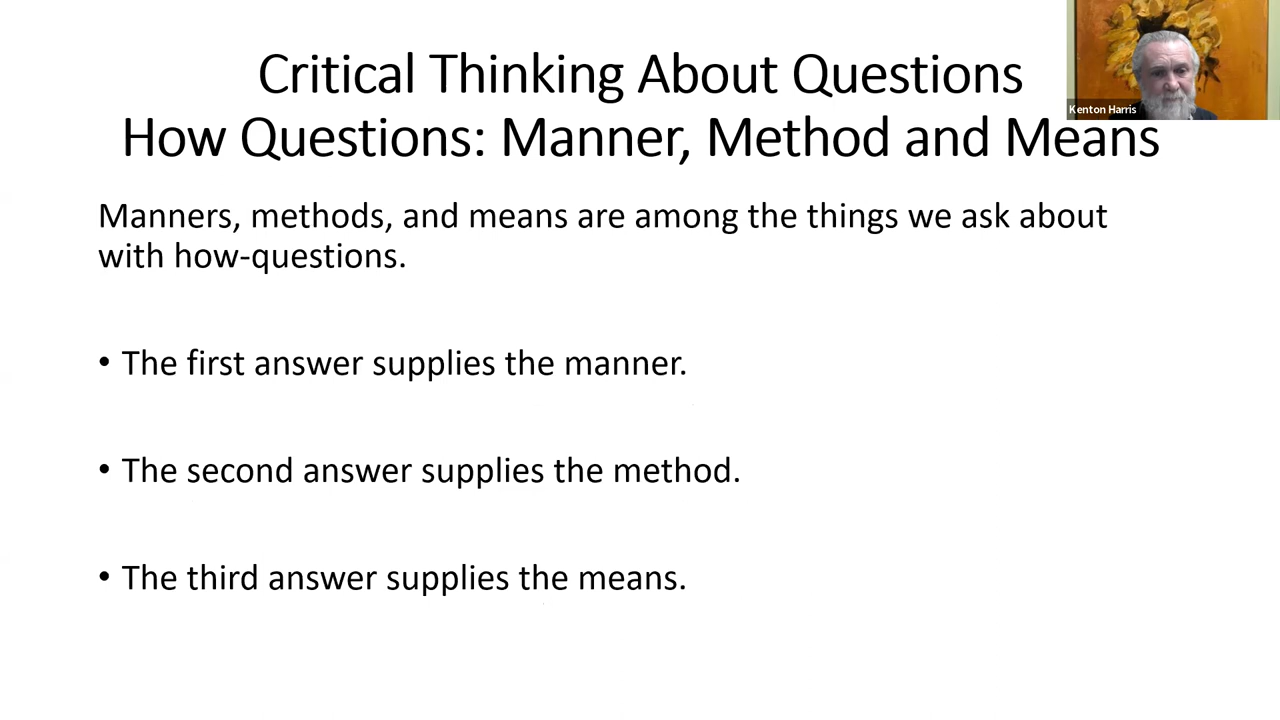 Critical Thinking About Questions
How Questions: Manner, Method and Means
Kenton Harris
Manners, methods, and means are among the things we ask about
with how-questions.
• The first answer supplies the manner.
• The second answer supplies the method.
• The third answer supplies the means.